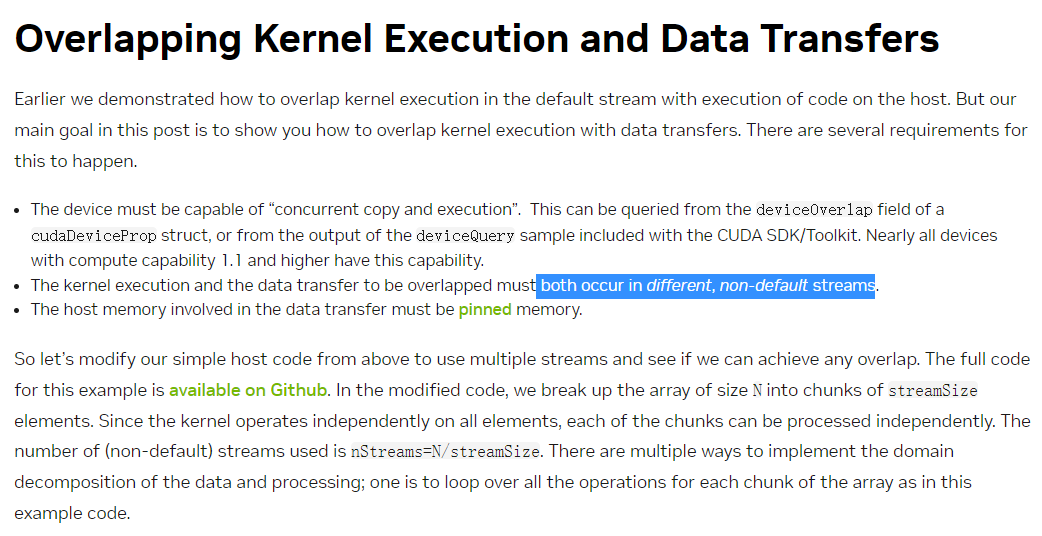 Overlapping Kernel Execution and Data Transfers
Earlier we demonstrated how to overlap kernel execution in the default stream with execution of code on the host. But our
main goal in this post is to show you how to overlap kernel execution with data transfers. There are several requirements for
this to happen.
• The device must be capable of “concurrent copy and execution”. This can be queried from the deviceOverlap field of a
cudaDeviceProp struct, or from the output of the deviceQuery sample included with the CUDA SDK/Toolkit. Nearly all devices
with compute capability 1.1 and higher have this capability.
• The kernel execution and the data transfer to be overlapped must both occur in different, non-default streams.
• The host memory involved in the data transfer must be pinned memory.
So let’s modify our simple host code from above to use multiple streams and see if we can achieve any overlap. The full code
for this example is available on Github. In the modified code, we break up the array of size N into chunks of streamSize
elements. Since the kernel operates independently on all elements, each of the chunks can be processed independently. The
number of (non-default) streams used is nStreams=N/streamSize. There are multiple ways to implement the domain
decomposition of the data and processing; one is to loop over all the operations for each chunk of the array as in this
example code.